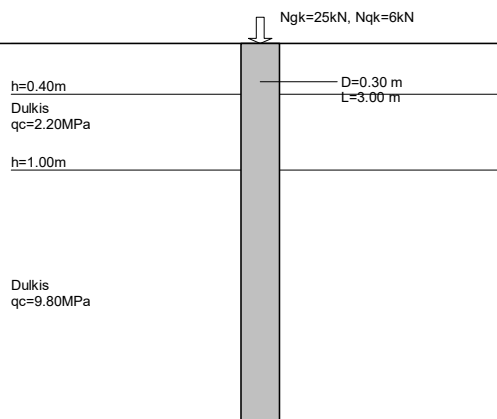 Ngk=25kN, Nqk=6kN
D=0.30 m
L=3.00 m
h=0.40m
Dulkis
qc=2.20MPa
h=1.00m
Dulkis
qc=9.80MPa